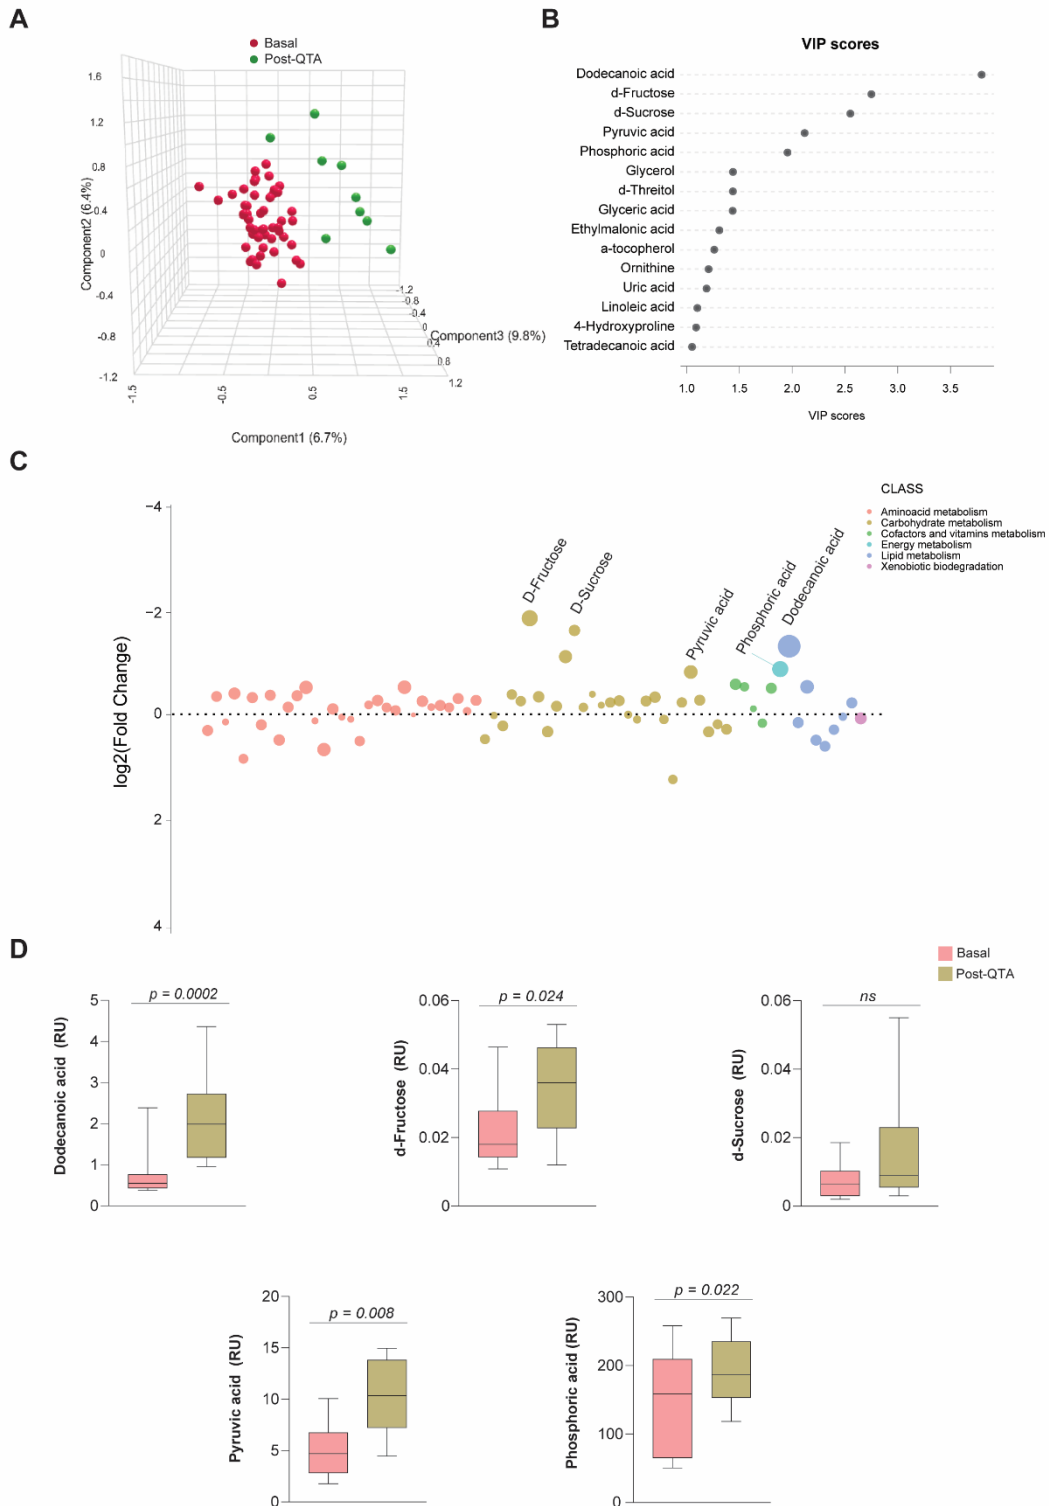 A
Basal
Post-QTA
1.6
1.2
0.8
0.4
0
-0.4
-0.8
-1.2
Component2 (6.4%)
-1.5
-0.5
0.5
1.5
Component1 (6.7%)
-1.2
-0.8
-0.4
0
0.4
0.8
1.2
Component3 (9.8%)
B
VIP scores
Dodecanoic acid
d-Fructose
d-Sucrose
Pyruvic acid
Phosphoric acid
Glycerol
d-Threitol
Glyceric acid
Ethylmalonic acid
a-tocopherol
Ornithine
Uric acid
Linoleic acid
4-Hydroxyproline
Tetradecanoic acid
1.0 1.5 2.0 2.5 3.0 3.5
VIP scores
C
CLASS
Aminoacid metabolism
Carbohydrate metabolism
Cofactors and vitamins metabolism
Energy metabolism
Lipid metabolism
Xenobiotic biodegradation
log2(Fold Change)
−4
−2
0
2
4
D-Fructose
D-Sucrose
Pyruvic acid
Phosphoric acid
Dodecanoic acid
D
Basal
Post-QTA
Dodecanoic acid (RU)
5
4
3
2
1
0
p = 0.0002
d-Fructose (RU)
0.06
0.04
0.02
0
p = 0.024
d-Sucrose (RU)
0.06
0.04
0.02
0
ns
Pyruvic acid (RU)
20
15
10
5
0
p = 0.008
Phosphoric acid (RU)
300
200
100
0
p = 0.022